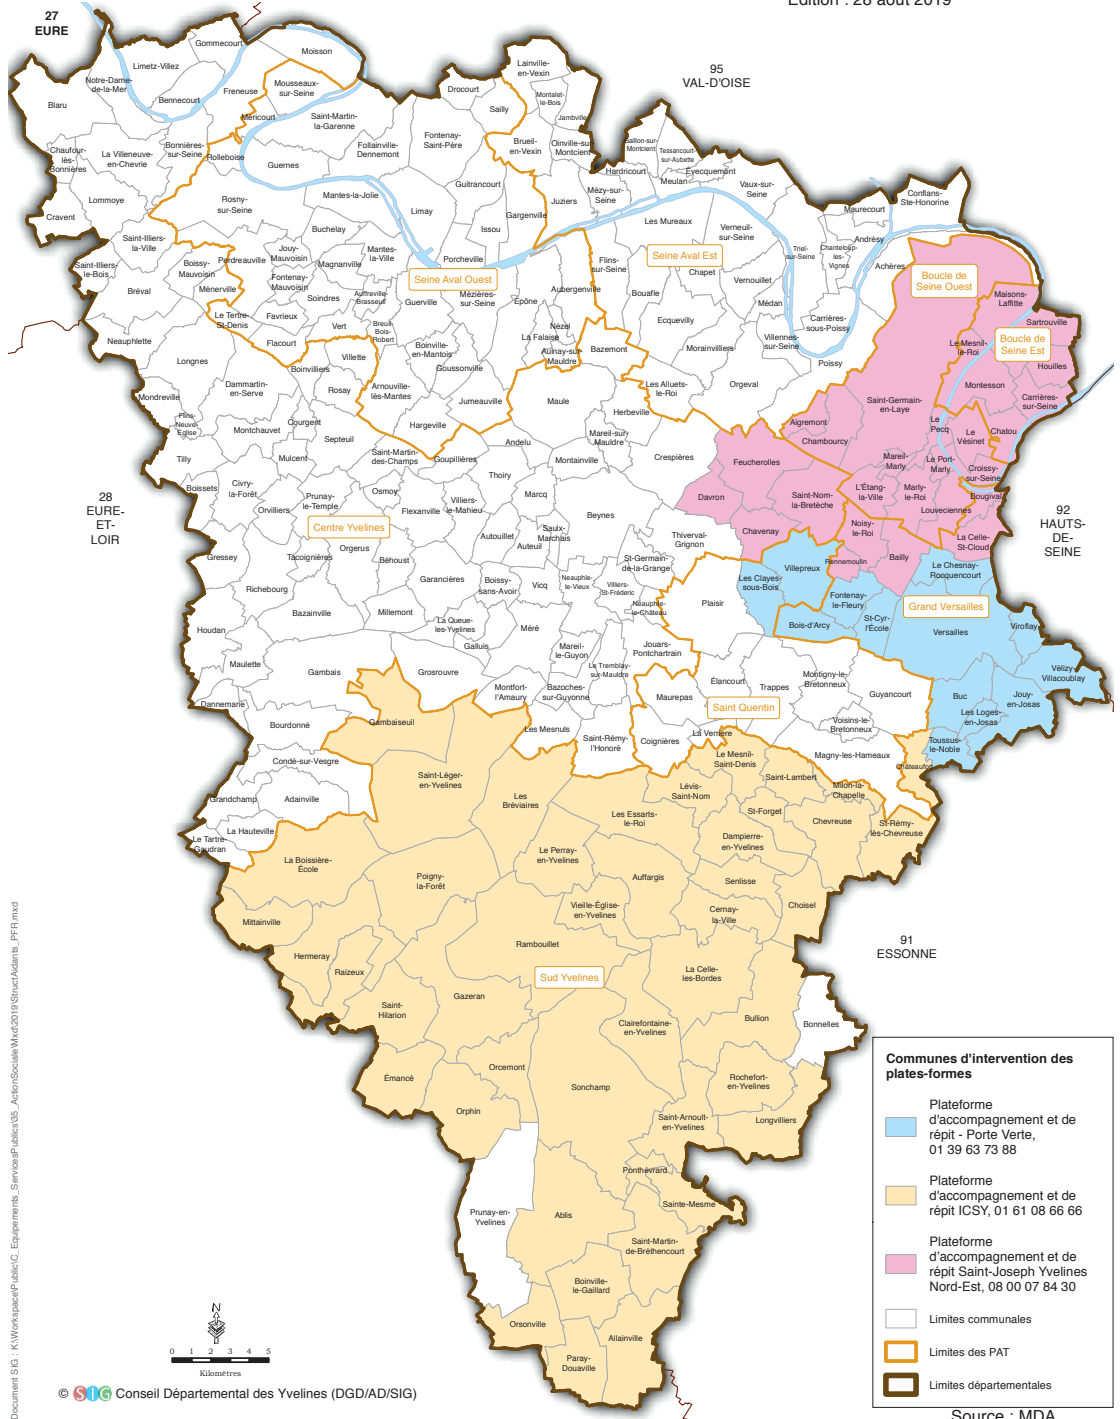 Edition : 28 août 2019
27
EURE
95
VAL-D'OISE
28
EURE-
ET-
LOIR
92
HAUTS-
DE-
SEINE
91
ESSONNE
Gommecourt
Moisson
Limetz-Villez
Notre-Dame-
de-la-Mer
Bennecourt
Freneuse
Mousseaux-
sur-Seine
Blaru
Méricourt
Saint-Martin-
la-Garenne
Lainville-
en-Vexin
Drocourt
Montalet-
le-Bois
Sailly
Jambville
Chaufour-
lès-
Bonnières
La Villeneuve-
en-Chevrie
Bonnières-
sur-Seine
Rolleboise
Guernes
Follainville-
Dennemont
Fontenay-
Saint-Père
Brueil-
en-Vexin
Oinville-sur-
Montcient
Gaillon-sur-
Montcient
Tessancourt-
sur-Aubette
Hardricourt
Meulan
Evecquemont
Vaux-sur-
Seine
Lommoye
Cravent
Rosny-
sur-Seine
Mantes-la-Jolie
Guitrancourt
Limay
Gargenville
Issou
Juziers
Mézy-sur-
Seine
Les Mureaux
Verneuil-
sur-Seine
Triel-
sur-Seine
Chanteloup-
les-
Vignes
Maurecourt
Andrésy
Conflans-
Ste-Honorine
Achères
Saint-Illiers-
la-Ville
Saint-Illiers-
le-Bois
Boissy-
Mauvoisin
Perdreauville
Jouy-
Mauvoisin
Fontenay-
Mauvoisin
Buchelay
Magnanville
Mantes-
la-Ville
Porcheville
Seine Aval Ouest
Seine Aval Est
Flins-
sur-Seine
Chapet
Vernouillet
Bréval
Ménerville
Le Tertre-
St-Denis
Favrieux
Soindres
Auffreville-
Brasseuil
Guerville
Mézières-
sur-Seine
Epône
Aubergenville
Bouafle
Ecquevilly
Médan
Villennes-
sur-Seine
Carrières-
sous-Poissy
Poissy
Neauphlette
Flacourt
Vert
Breuil-
Bois-
Robert
Boinville-
en-Mantois
Goussonville
Nézel
La Falaise
Aulnay-sur-
Mauldre
Bazemont
Morainvilliers
Orgeval
Les Alluets-
le-Roi
Longnes
Boinvilliers
Villette
Rosay
Arnouville-
lès-Mantes
Jumeauville
Maule
Herbeville
Mondreville
Dammartin-
en-Serve
Flins-
Neuve-
Église
Montchauvet
Courgent
Septeuil
Hargeville
Mareil-sur-
Mauldre
Tilly
Mulcent
Saint-Martin-
des-Champs
Goupillières
Andelu
Montainville
Crespières
Boissets
Civry-
la-Forêt
Orvilliers
Prunay-
le-Temple
Osmoy
Flexanville
Villiers-
le-Mahieu
Thoiry
Marcq
Beynes
Centre Yvelines
Gressey
Tacoignières
Orgerus
Béhoust
Autouillet
Auteuil
Saulx-
Marchais
Thiverval-
Grignon
St-Germain-
de-la-Grange
Richebourg
Bazainville
Garancières
Boissy-
sans-Avoir
Vicq
Neauphle-
le-Vieux
Villiers-
St-Fréderic
Neauphle-
le-Château
Millemont
La Queue-
les-Yvelines
Houdan
Maulette
Galluis
Méré
Mareil-
le-Guyon
Jouars-
Pontchartrain
Plaisir
Gambais
Grosrouvre
Montfort-
l'Amaury
Bazoches-
sur-Guyonne
Le Tremblay-
sur-Mauldre
Dannemarie
Bourdonné
Gambaiseuil
Les Mesnuls
Saint-Rémy-
l'Honoré
Condé-sur-Vesgre
Grandchamp
Adainville
La Hauteville
Le Tartre-
Gaudran
Boucle de
Seine Ouest
Boucle de
Seine Est
Maisons-
Laffitte
Sartrouville
Le Mesnil-
le-Roi
Houilles
Montesson
Carrières-
sur-Seine
Saint-Germain-
en-Laye
Aigremont
Chambourcy
Le
Pecq
Le
Vésinet
Chatou
Croissy-
sur-Seine
Mareil-
Marly
Le Port-
Marly
Feucherolles
Davron
Saint-Nom-
la-Bretèche
L'Étang-
la-Ville
Marly-
le-Roi
Louveciennes
Bougival
La Celle-
St-Cloud
Chavenay
Noisy-
le-Roi
Rennemoulin
Bailly
Villepreux
Les Clayes-
sous-Bois
Fontenay-
le-Fleury
Bois-d'Arcy
St-Cyr-
l'École
Le Chesnay-
Rocquencourt
Grand Versailles
Versailles
Viroflay
Vélizy-
Villacoublay
Buc
Jouy-
en-Josas
Les Loges-
en-Josas
Toussus-
le-Noble
Châteaufort
Montigny-le-
Bretonneux
Guyancourt
Élancourt
Trappes
Maurepas
Saint Quentin
Voisins-le-
Bretonneux
Coignières
La Verrière
Magny-les-Hameaux
Saint-Léger-
en-Yvelines
Les
Bréviaires
Le Mesnil-
Saint-Denis
Lévis-
Saint-Nom
Saint-Lambert
Milon-la-
Chapelle
St-Forget
Chevreuse
St-Rémy-
lès-Chevreuse
Les Essarts-
le-Roi
Dampierre-
en-Yvelines
La Boissière-
École
Poigny-
la-Forêt
Le Perray-
en-Yvelines
Auffargis
Senlisse
Choisel
Mittainville
Vieille-Église-
en-Yvelines
Cernay-
la-Ville
Hermeray
Raizeux
Rambouillet
Sud Yvelines
La Celle-
les-Bordes
Gazeran
Saint-
Hilarion
Clairefontaine-
en-Yvelines
Bullion
Bonnelles
Émancé
Orcemont
Sonchamp
Rochefort-
en-Yvelines
Orphin
Saint-Arnoult-
en-Yvelines
Longvilliers
Ponthévrard
Prunay-en-
Yvelines
Ablis
Sainte-Mesme
Saint-Martin-
de-Bréthencourt
Boinville-
le-Gaillard
Orsonville
Allainville
Paray-
Douaville
Communes d'intervention des
plates-formes
Plateforme
d'accompagnement et de
répit - Porte Verte,
01 39 63 73 88
Plateforme
d'accompagnement et de
répit ICSY, 01 61 08 66 66
Plateforme
d'accompagnement et de
répit Saint-Joseph Yvelines
Nord-Est, 08 00 07 84 30
Limites communales
Limites des PAT
Limites départementales
Source : MDA
N
0 1 2 3 4 5
Kilomètres
© SIG Conseil Départemental des Yvelines (DGD/AD/SIG)
Document SIG : K:\Workspace\Public\C_Equipements_ServicesPublics\35_ActionSociale\Mxd\2019\StructAidants_PFR.mxd